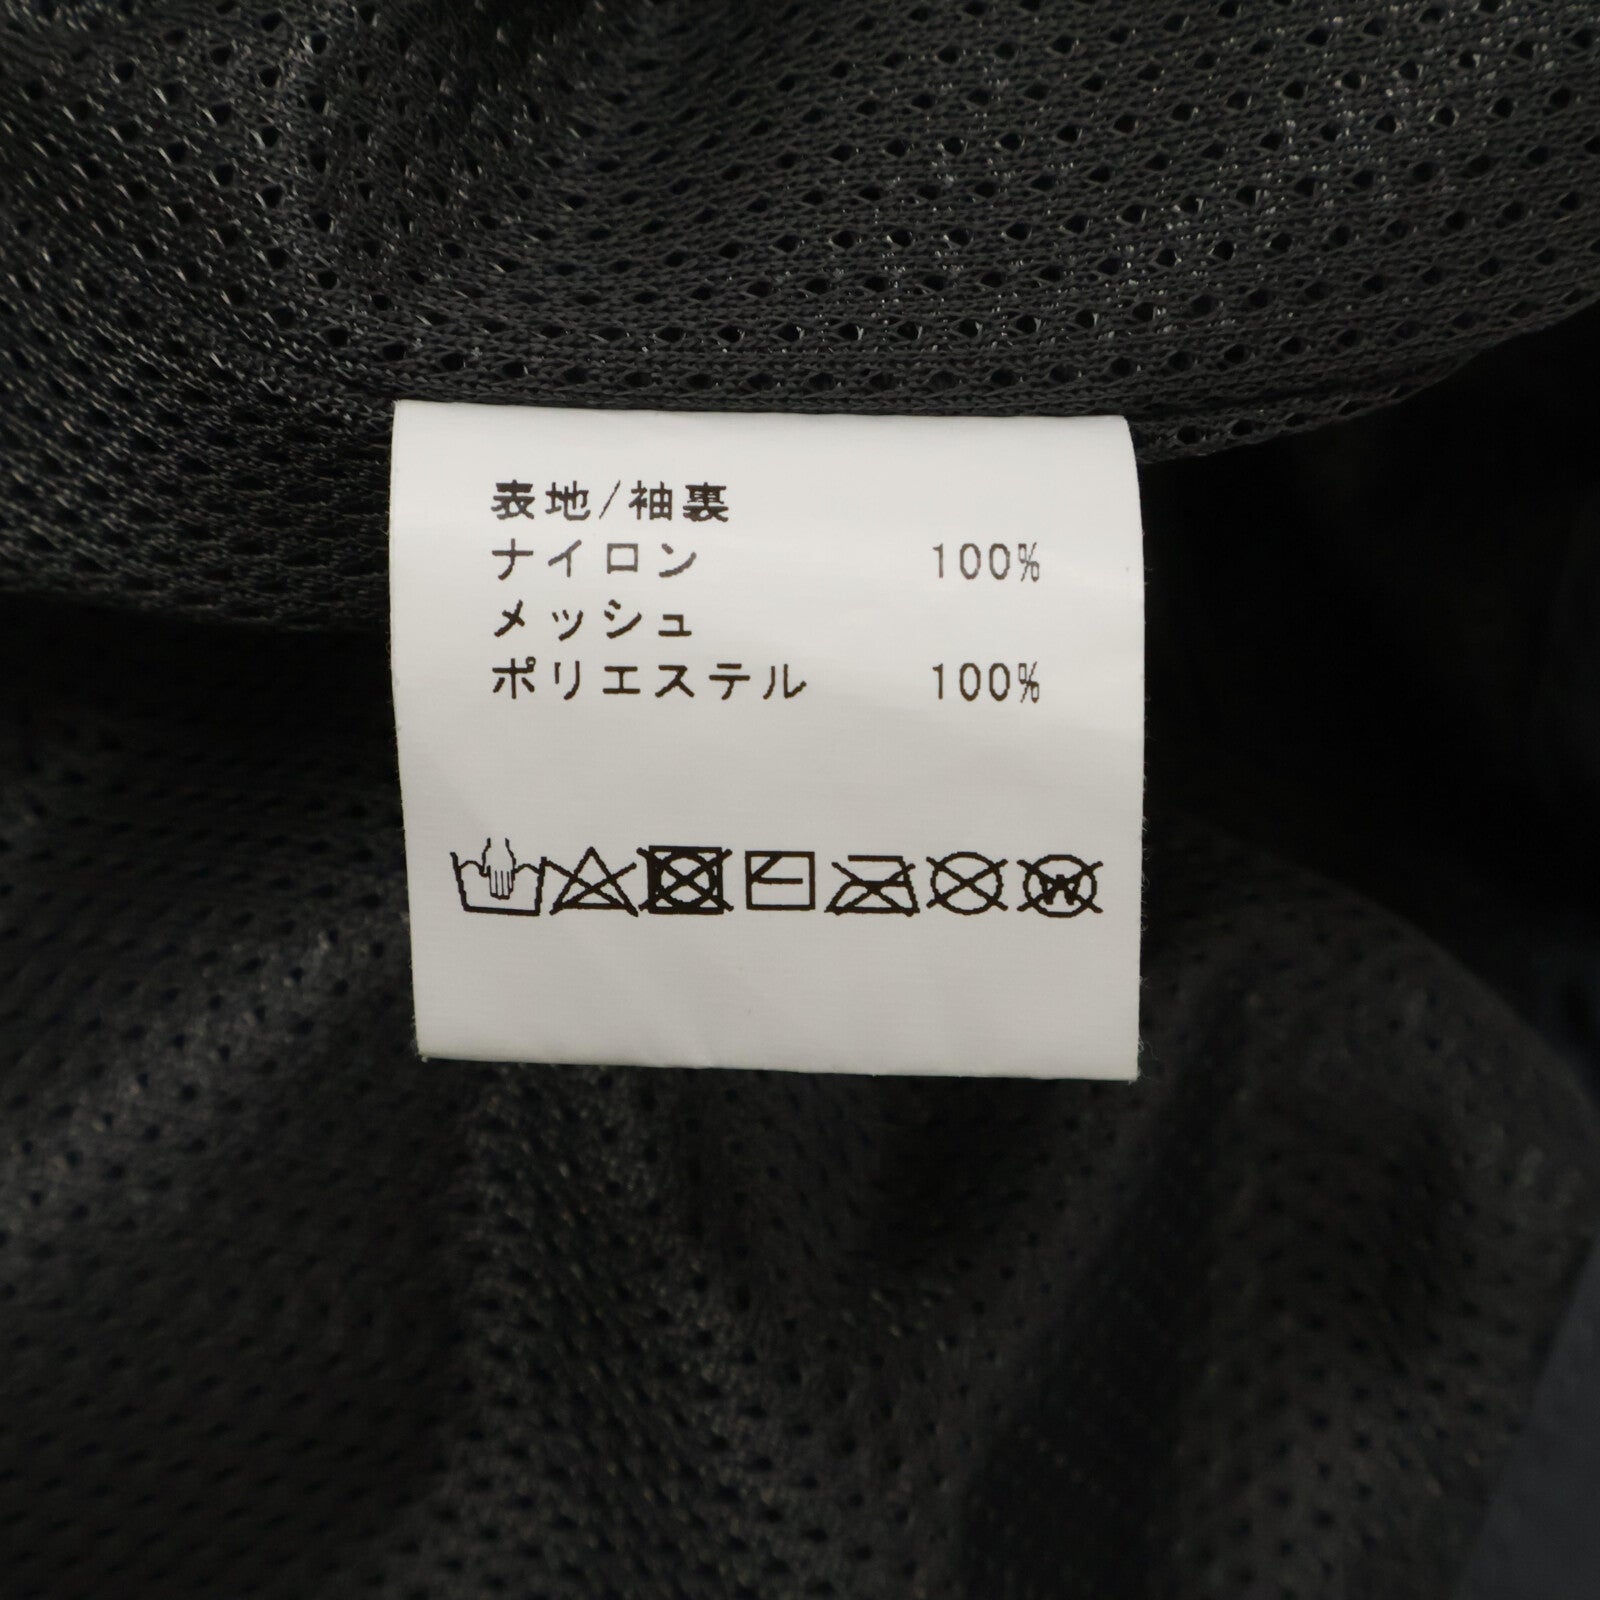 表地/袖裏
ナイロン 100%
メッシュ
ポリエステル 100%
W